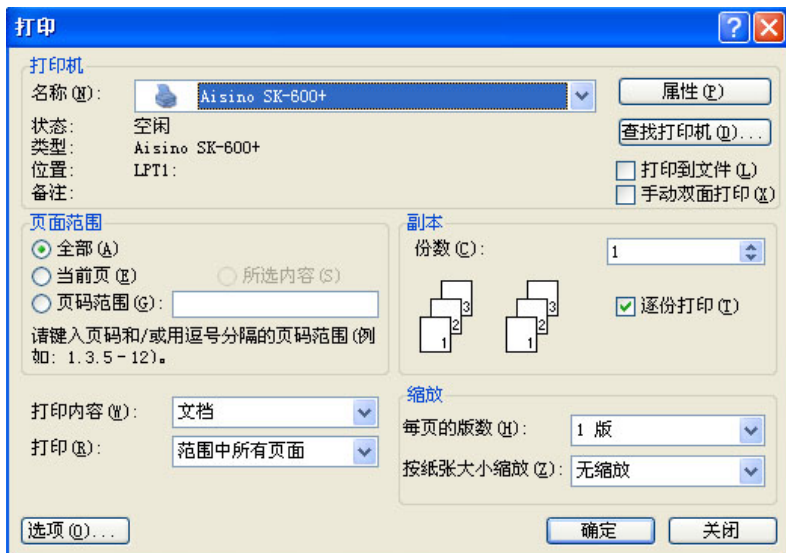 打印
打印机
名称(N): Aisino SK-600+ 属性(P)
状态: 空闲 查找打印机(D)...
类型: Aisino SK-600+
位置: LPT1: 打印到文件(L)
备注: 手动双面打印(X)
页面范围
全部(A)
当前页(E) 所选内容(S)
页码范围(G):
请键入页码和/或用逗号分隔的页码范围(例
如: 1.3.5-12)。
副本
份数(C): 1
1 2 3 1 2 3 逐份打印(T)
打印内容(W): 文档
打印(R): 范围中所有页面
缩放
每页的版数(H): 1 版
按纸张大小缩放(Z): 无缩放
选项(O)... 确定 关闭